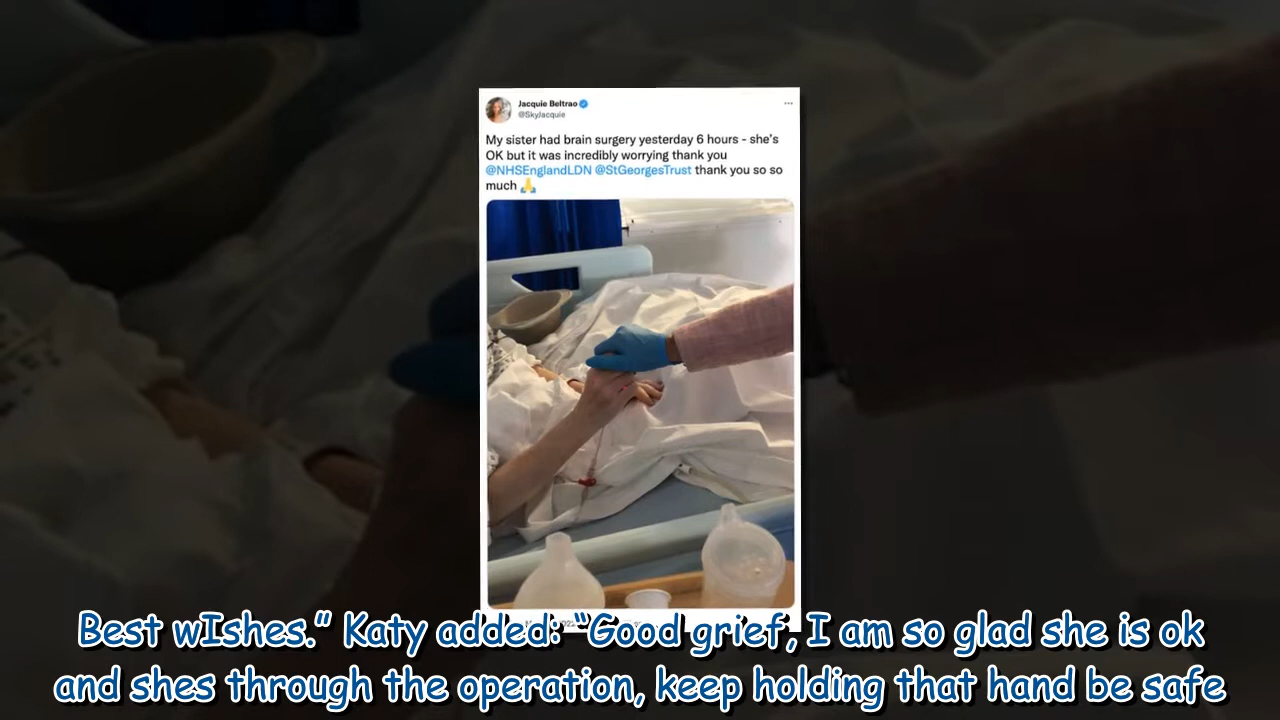 Jacquie Beltrao
@SkyJacquie
My sister had brain surgery yesterday 6 hours - she's
OK but it was incredibly worrying thank you
@NHSEnglandLDN @StGeorgesTrust thank you so so
much 🙏
Best wIshes.” Katy added: “Good grief, I am so glad she is ok
and shes through the operation, keep holding that hand be safe